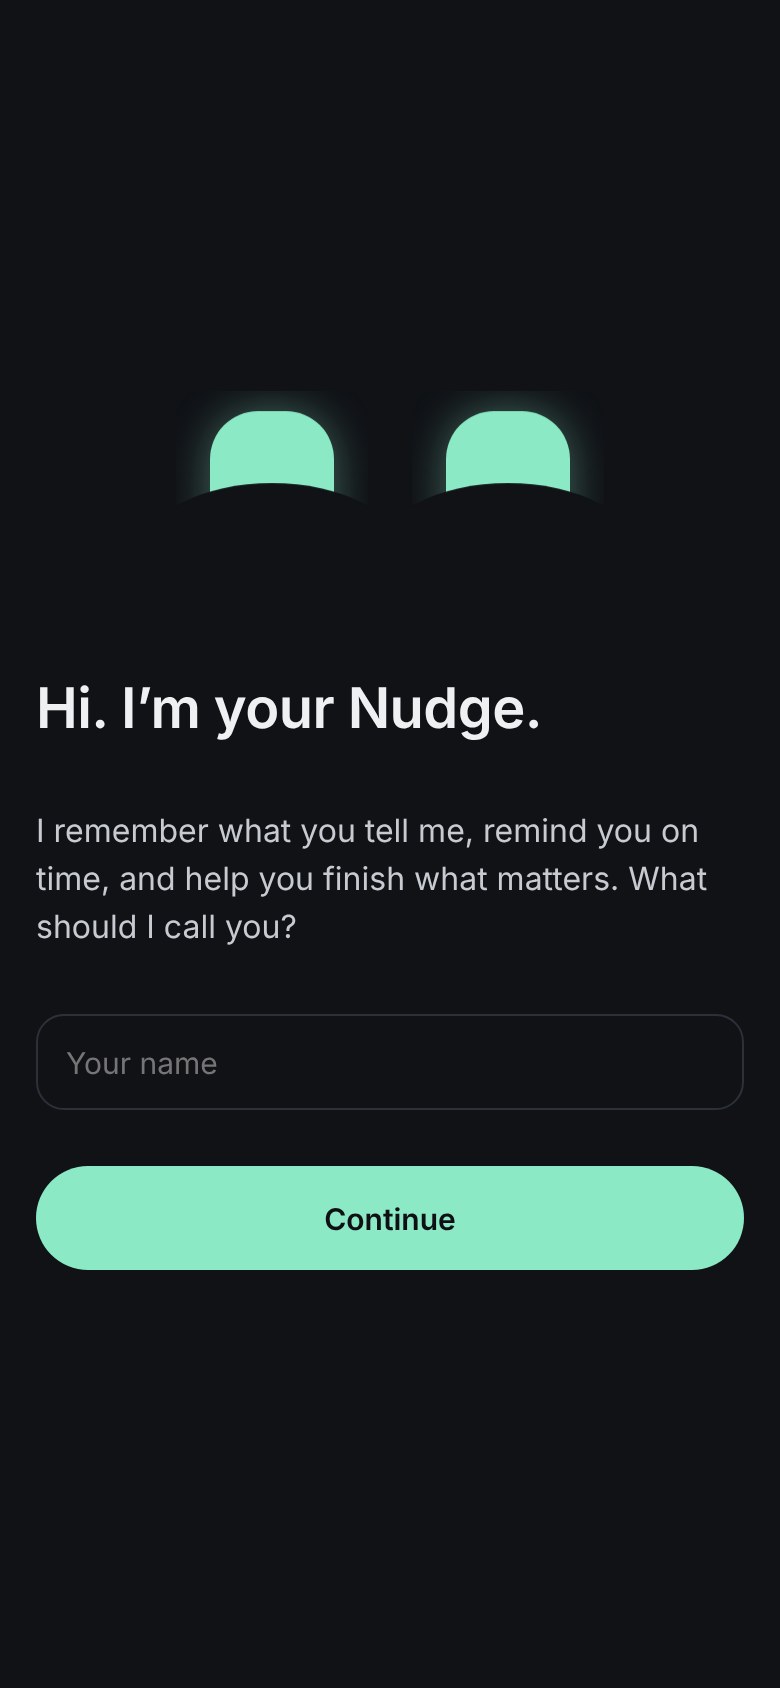 Hi. I’m your Nudge.
I remember what you tell me, remind you on
time, and help you finish what matters. What
should I call you?
Your name
Continue